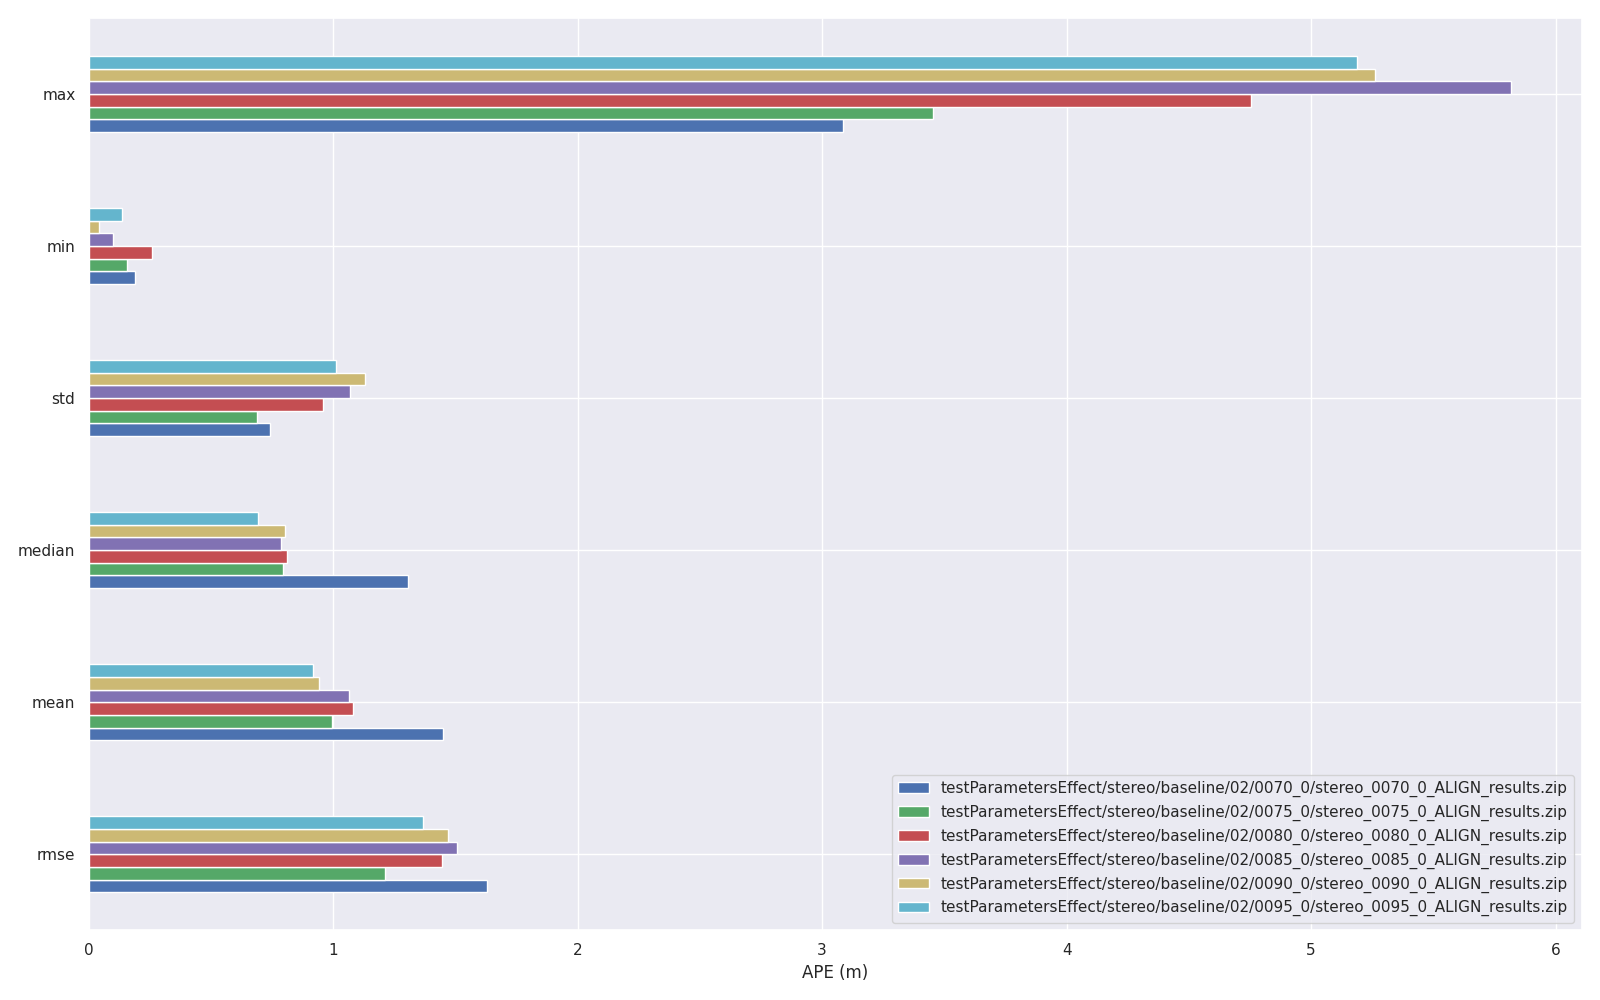 max
min
std
median
mean
rmse
testParametersEffect/stereo/baseline/02/0070_0/stereo_0070_0_ALIGN_results.zip
testParametersEffect/stereo/baseline/02/0075_0/stereo_0075_0_ALIGN_results.zip
testParametersEffect/stereo/baseline/02/0080_0/stereo_0080_0_ALIGN_results.zip
testParametersEffect/stereo/baseline/02/0085_0/stereo_0085_0_ALIGN_results.zip
testParametersEffect/stereo/baseline/02/0090_0/stereo_0090_0_ALIGN_results.zip
testParametersEffect/stereo/baseline/02/0095_0/stereo_0095_0_ALIGN_results.zip
0 1 2 3 4 5 6
APE (m)